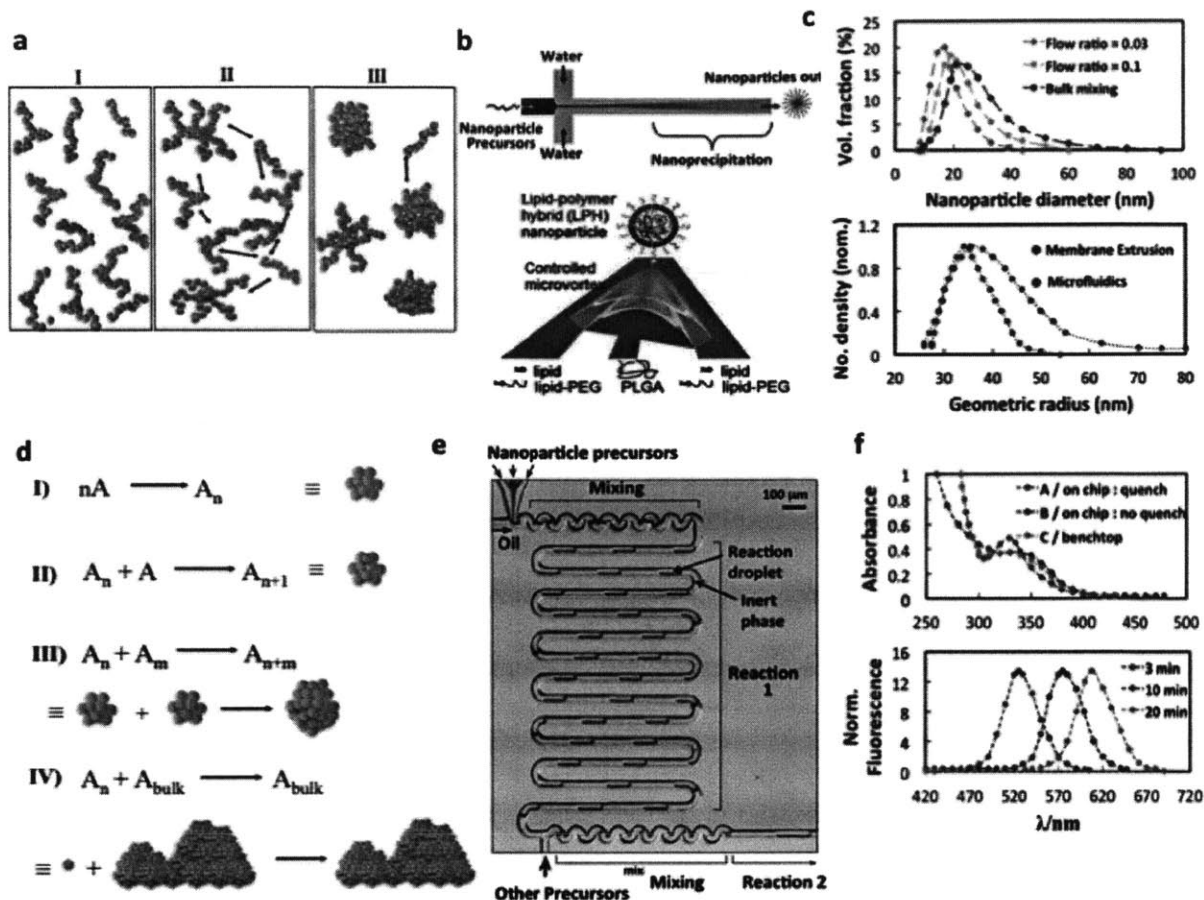 a
I
II
III
b
Water
Nanoparticles out
Nanoparticle
Precursors
Water
Nanoprecipitation
Lipid-polymer
hybrid (LPH)
nanoparticle
Controlled
microvortex
lipid
lipid-PEG
PLGA
lipid
lipid-PEG
c
Vol. fraction (%)
25
20
15
10
5
0
Flow ratio = 0.03
Flow ratio = 0.1
Bulk mixing
0 20 40 60 80 100
Nanoparticle diameter (nm)
No. density (nom.)
1.2
0.9
0.6
0.3
0
Membrane Extrusion
Microfluidics
20 30 40 50 60 70 80
Geometric radius (nm)
d
I) nA → Aₙ ≡
II) Aₙ + A → Aₙ₊₁ ≡
III) Aₙ + Aₘ → Aₙ₊ₘ
≡ + →
IV) Aₙ + A_bulk → A_bulk
≡ + →
e
Nanoparticle precursors
Mixing
100 µm
Oil
Reaction
droplet
Inert
phase
Reaction
1
mix
Mixing
Reaction 2
Other Precursors
f
Absorbance
1
0.8
0.6
0.4
0.2
0
A / on chip : quench
B / on chip : no quench
C / benchtop
250 300 350 400 450 500
Norm.
Fluorescence
16
12
8
4
0
3 min
10 min
20 min
420 470 520 570 620 670 720
λ/nm